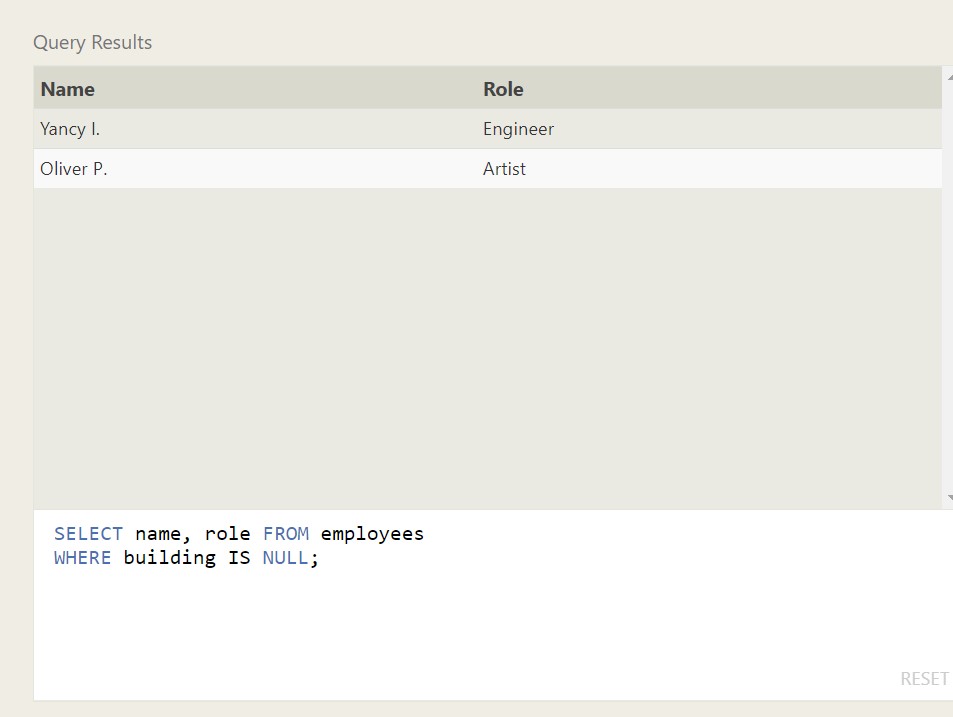 Query Results
Name Role
Yancy I. Engineer
Oliver P. Artist
SELECT name, role FROM employees
WHERE building IS NULL;
RESET